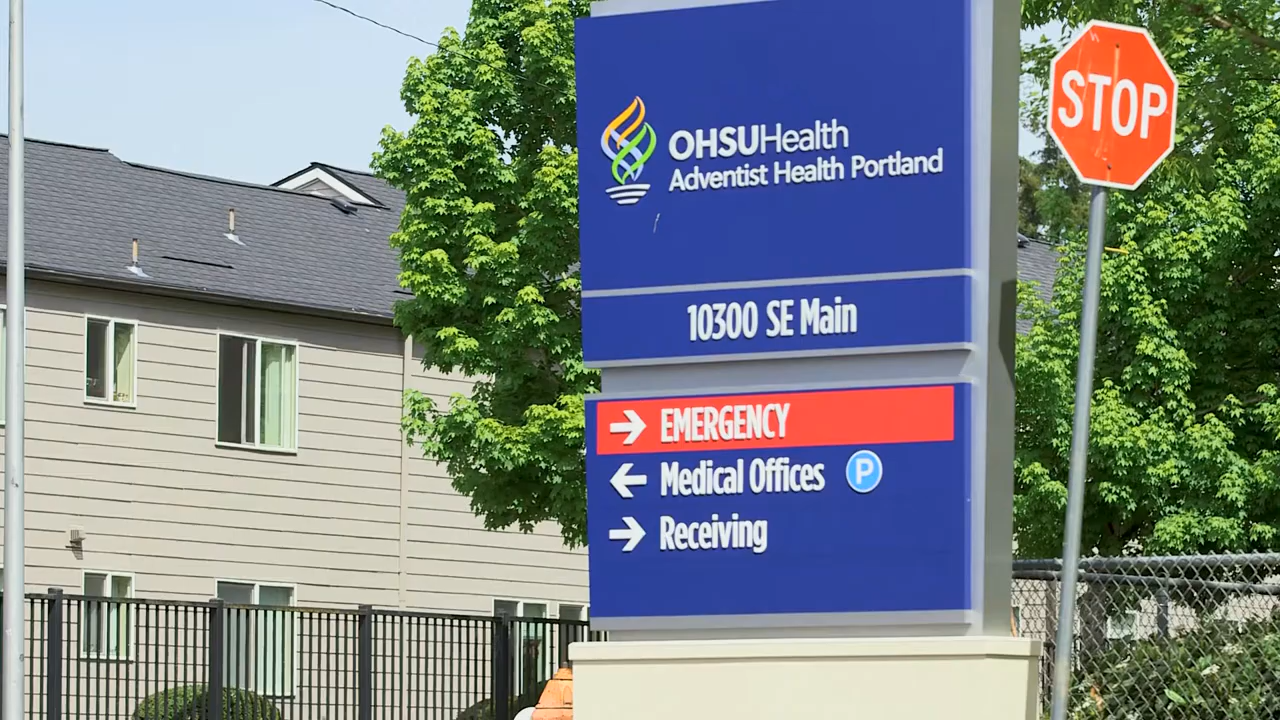 OHSUHealth
Adventist Health Portland
10300 SE Main
EMERGENCY
Medical Offices P
Receiving
STOP